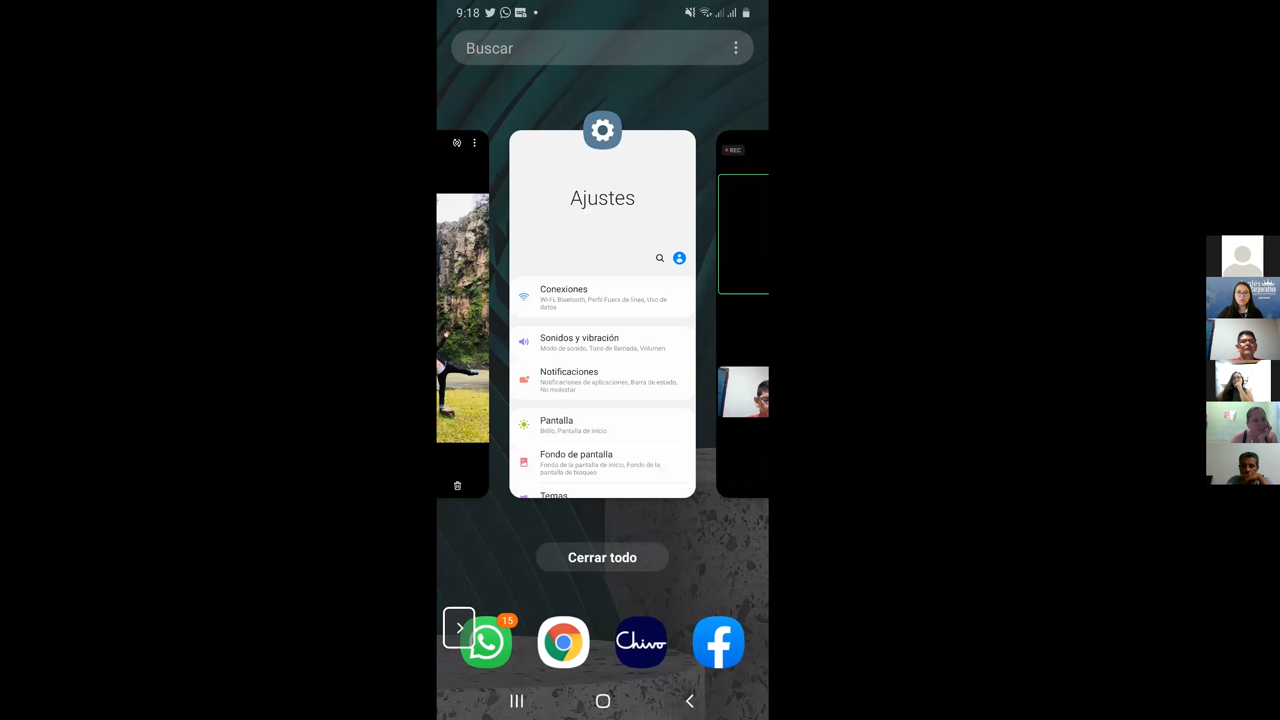 9:18
Buscar
REC
Ajustes
Conexiones
Wi-Fi, Bluetooth, Perfil Fuera de línea, Uso de
datos
Sonidos y vibración
Modo de sonido, Tono de llamada, Volumen
Notificaciones
Notificaciones de aplicaciones, Barra de estado,
No molestar
Pantalla
Brillo, Pantalla de inicio
Fondo de pantalla
Fondo de la pantalla de inicio, Fondo de la
pantalla de bloqueo
Temas
Cerrar todo
15
Chivo